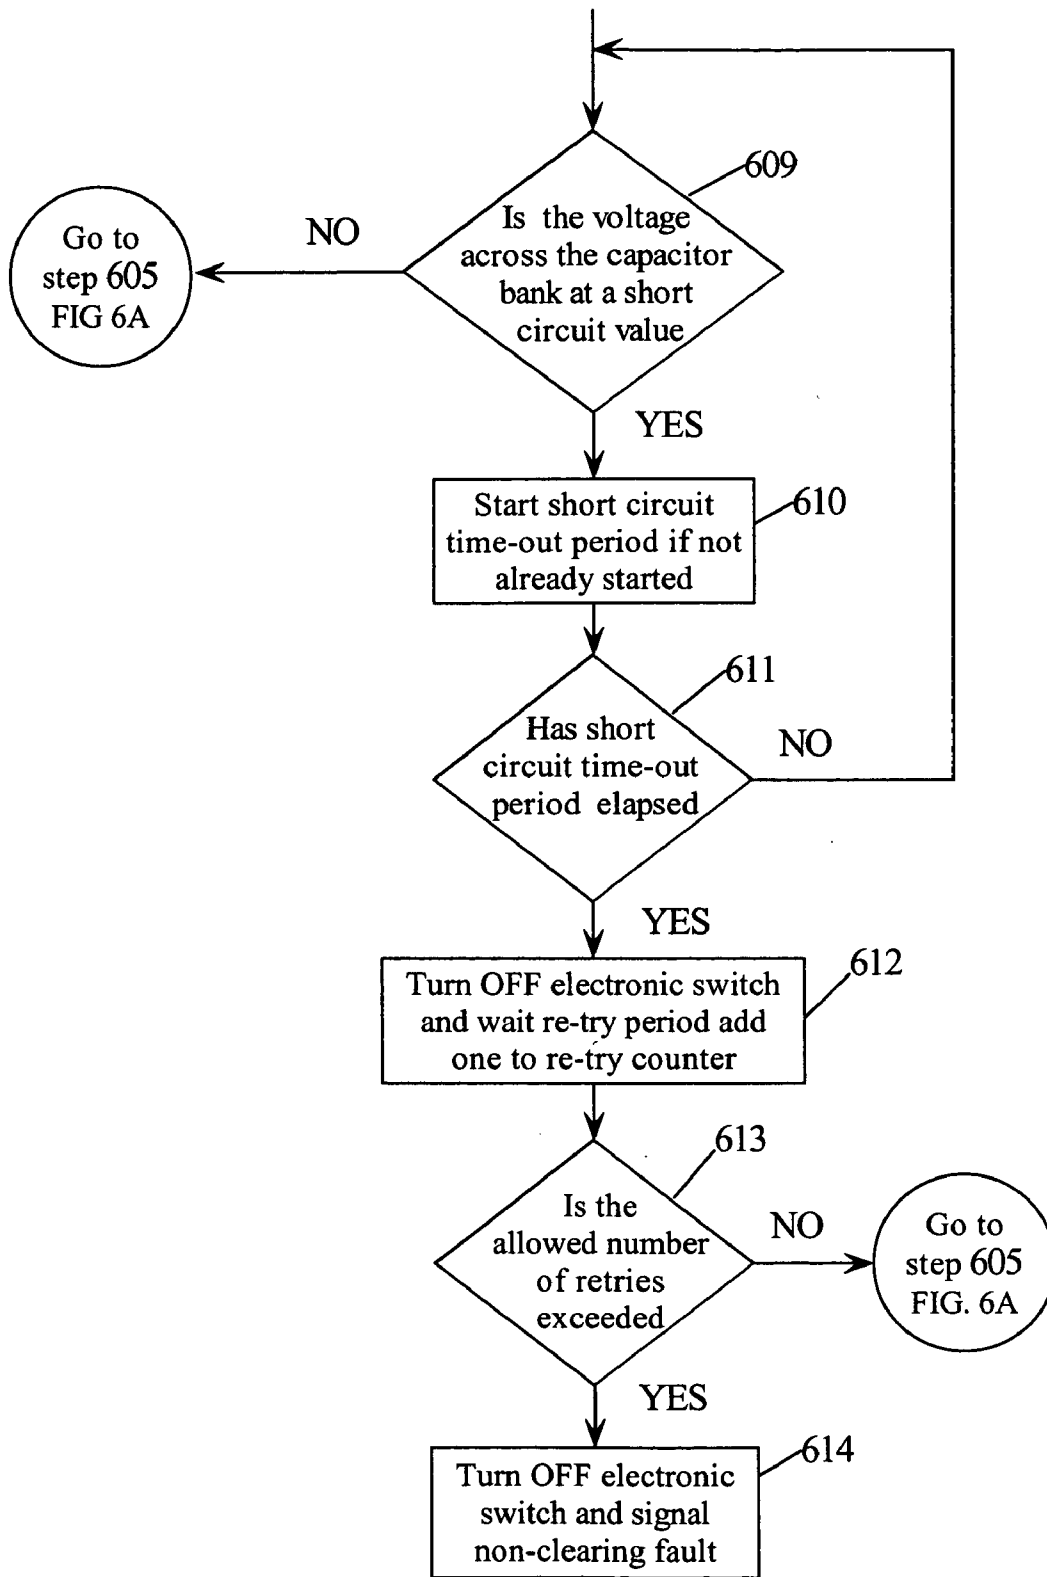 609
Is the voltage
across the capacitor
bank at a short
circuit value
NO
Go to
step 605
FIG 6A
YES
Start short circuit
time-out period if not
already started
610
611
Has short
circuit time-out
period elapsed
NO
YES
612
Turn OFF electronic switch
and wait re-try period add
one to re-try counter
613
Is the
allowed number
of retries
exceeded
NO
Go to
step 605
FIG. 6A
YES
614
Turn OFF electronic
switch and signal
non-clearing fault